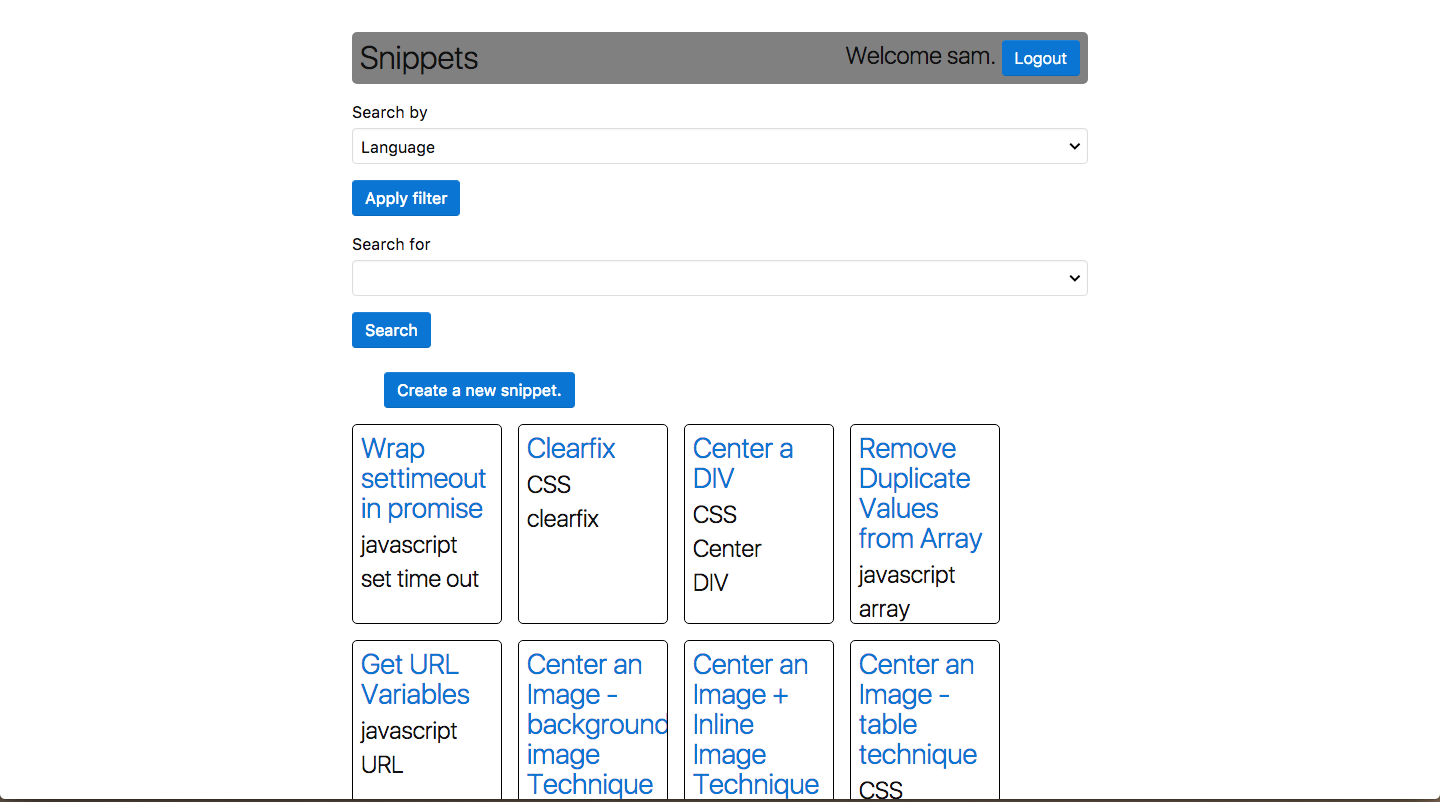 Snippets
Welcome sam.
Logout
Search by
Language
Apply filter
Search for
Search
Create a new snippet.
Wrap
settimeout
in promise
javascript
set time out
Clearfix
CSS
clearfix
Center a
DIV
CSS
Center
DIV
Remove
Duplicate
Values
from Array
javascript
array
Get URL
Variables
javascript
URL
Center an
Image -
background
image
Technique
Center an
Image +
Inline
Image
Technique
Center an
Image -
table
technique
CSS